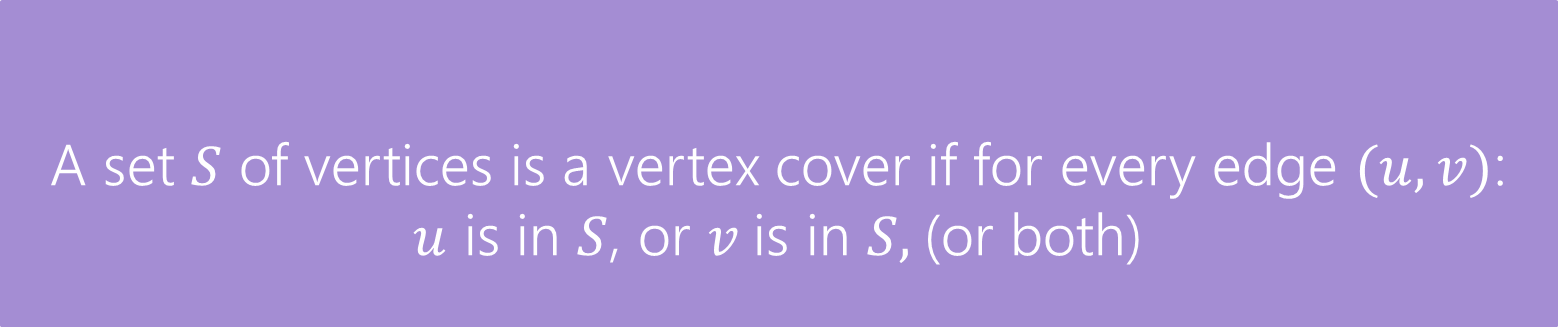 A set S of vertices is a vertex cover if for every edge (u, v):
u is in S, or v is in S, (or both)